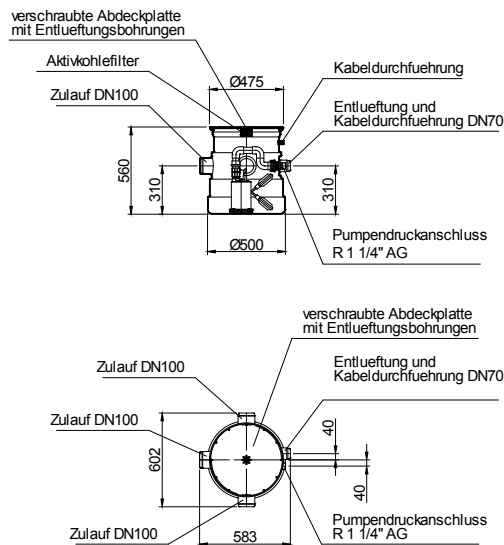 verschraubte Abdeckplatte
mit Entlueftungsbohrungen
Aktivkohlefilter
Zulauf DN100
Ø475
Kabeldurchfuehrung
Entlueftung und
Kabeldurchfuehrung DN70
560
310
310
Ø500
Pumpendruckanschluss
R 1 1/4" AG
verschraubte Abdeckplatte
mit Entlueftungsbohrungen
Zulauf DN100
Entlueftung und
Kabeldurchfuehrung DN70
Zulauf DN100
40
602
40
Zulauf DN100
583
Pumpendruckanschluss
R 1 1/4" AG